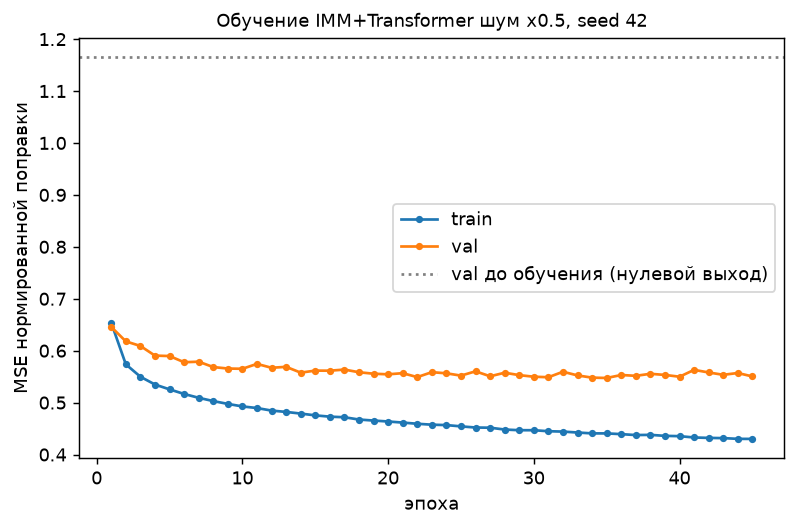 Обучение IMM+Transformer шум x0.5, seed 42
MSE нормированной поправки
1.2
1.1
1.0
0.9
0.8
0.7
0.6
0.5
0.4
train
val
val до обучения (нулевой выход)
0 10 20 30 40
эпоха